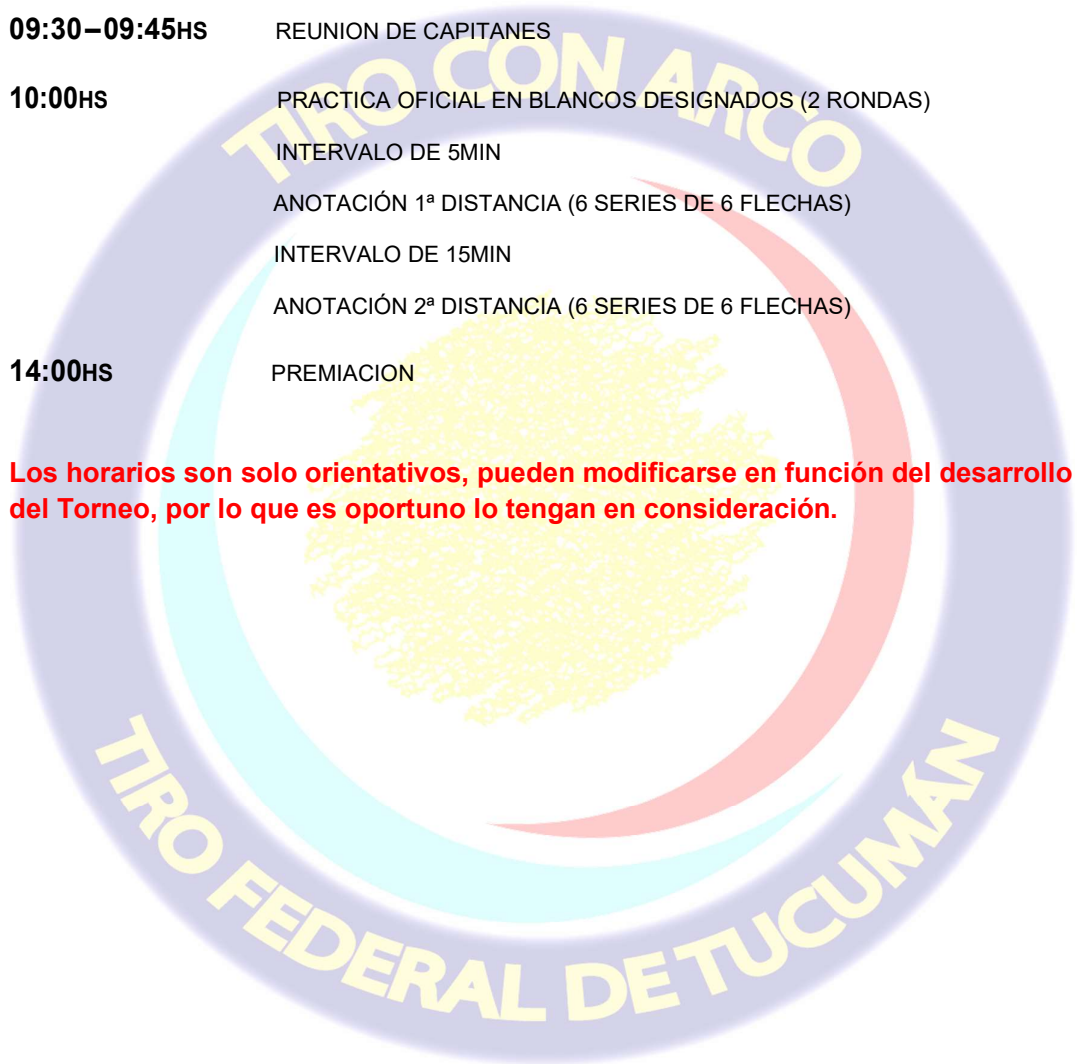 09:30–09:45HS REUNION DE CAPITANES
10:00HS PRACTICA OFICIAL EN BLANCOS DESIGNADOS (2 RONDAS)
INTERVALO DE 5MIN
ANOTACIÓN 1ª DISTANCIA (6 SERIES DE 6 FLECHAS)
INTERVALO DE 15MIN
ANOTACIÓN 2ª DISTANCIA (6 SERIES DE 6 FLECHAS)
14:00HS PREMIACION
Los horarios son solo orientativos, pueden modificarse en función del desarrollo
del Torneo, por lo que es oportuno lo tengan en consideración.
TIRO CON ARCO
TIRO FEDERAL DE TUCUMÁN